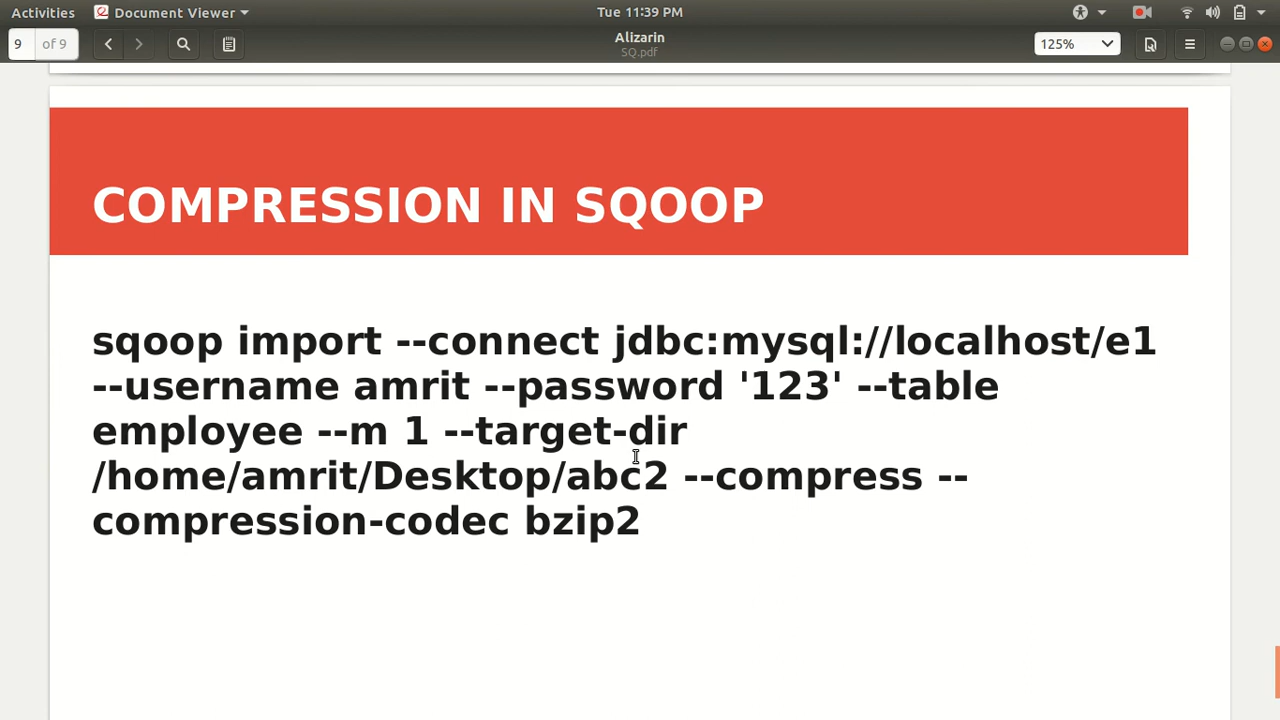 Activities Document Viewer Tue 11:39 PM
9 of 9 Alizarin 125%
SQ.pdf
COMPRESSION IN SQOOP
sqoop import --connect jdbc:mysql://localhost/e1
--username amrit --password '123' --table
employee --m 1 --target-dir
/home/amrit/Desktop/abc2 --compress --
compression-codec bzip2